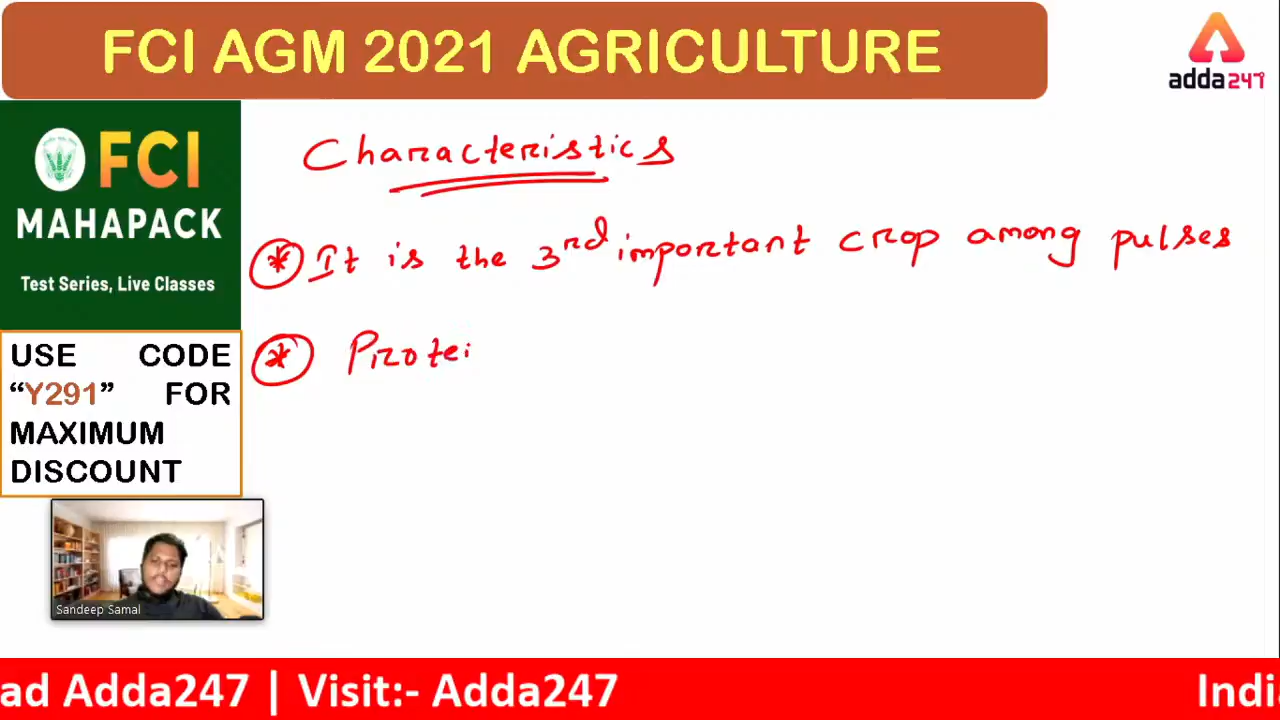 FCI AGM 2021 AGRICULTURE
adda247
FCI
MAHAPACK
Test Series, Live Classes
USE CODE
“Y291” FOR
MAXIMUM
DISCOUNT
Characteristics
* It is the 3rd important crop among pulses
* Protei
Sandeep Samal
ad Adda247 | Visit:- Adda247
India